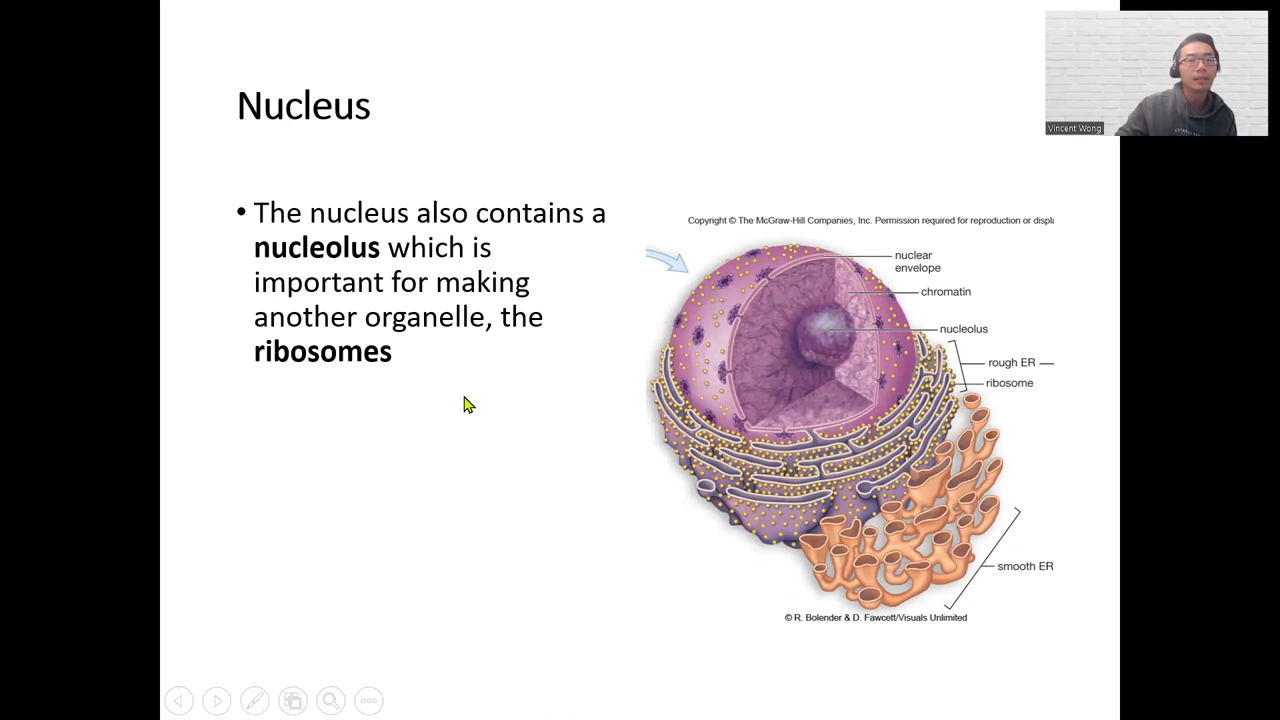 Nucleus
Vincent Wong
• The nucleus also contains a
nucleolus which is
important for making
another organelle, the
ribosomes
Copyright © The McGraw-Hill Companies, Inc. Permission required for reproduction or
nuclear
envelope
chromatin
nucleolus
rough ER
ribosome
smooth ER
© R. Bolender & D. Fawcett/Visuals Unlimited